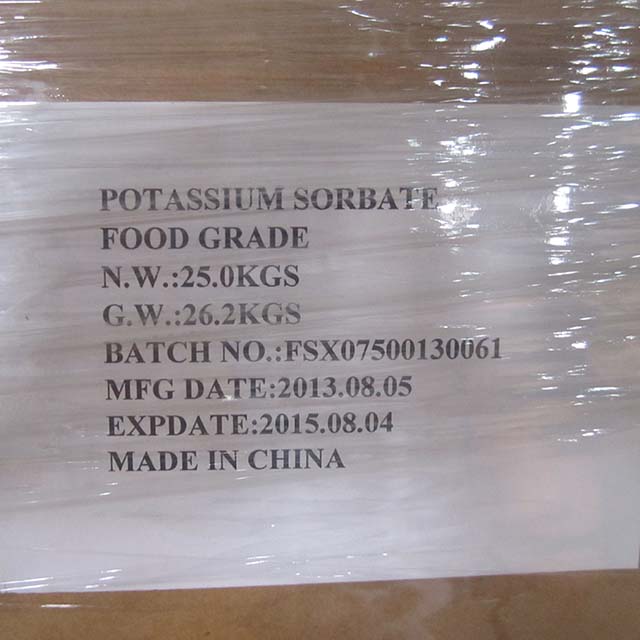 POTASSIUM SORBATE
FOOD GRADE
N.W.:25.0KGS
G.W.:26.2KGS
BATCH NO.:FSX07500130061
MFG DATE:2013.08.05
EXPDATE:2015.08.04
MADE IN CHINA